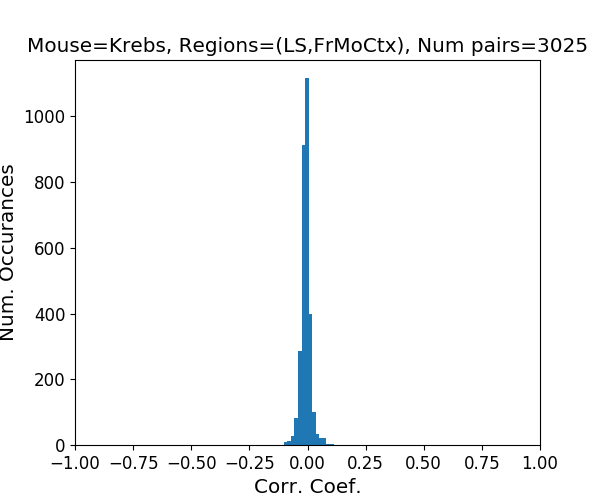 Mouse=Krebs, Regions=(LS,FrMoCtx), Num pairs=3025
Num. Occurances
1000
800
600
400
200
0
−1.00 −0.75 −0.50 −0.25 0.00 0.25 0.50 0.75 1.00
Corr. Coef.